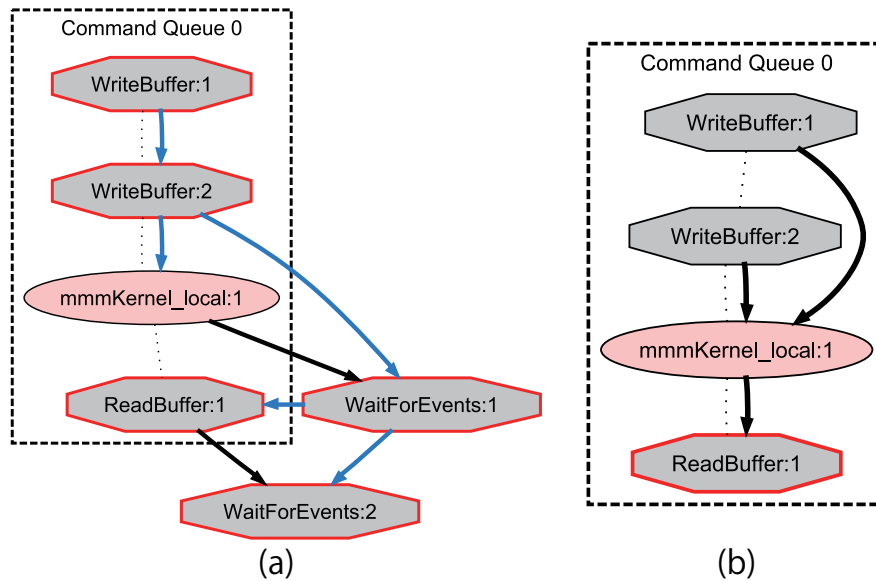 Command Queue 0
WriteBuffer:1
WriteBuffer:2
mmmKernel_local:1
ReadBuffer:1
WaitForEvents:1
WaitForEvents:2
(a)
Command Queue 0
WriteBuffer:1
WriteBuffer:2
mmmKernel_local:1
ReadBuffer:1
(b)